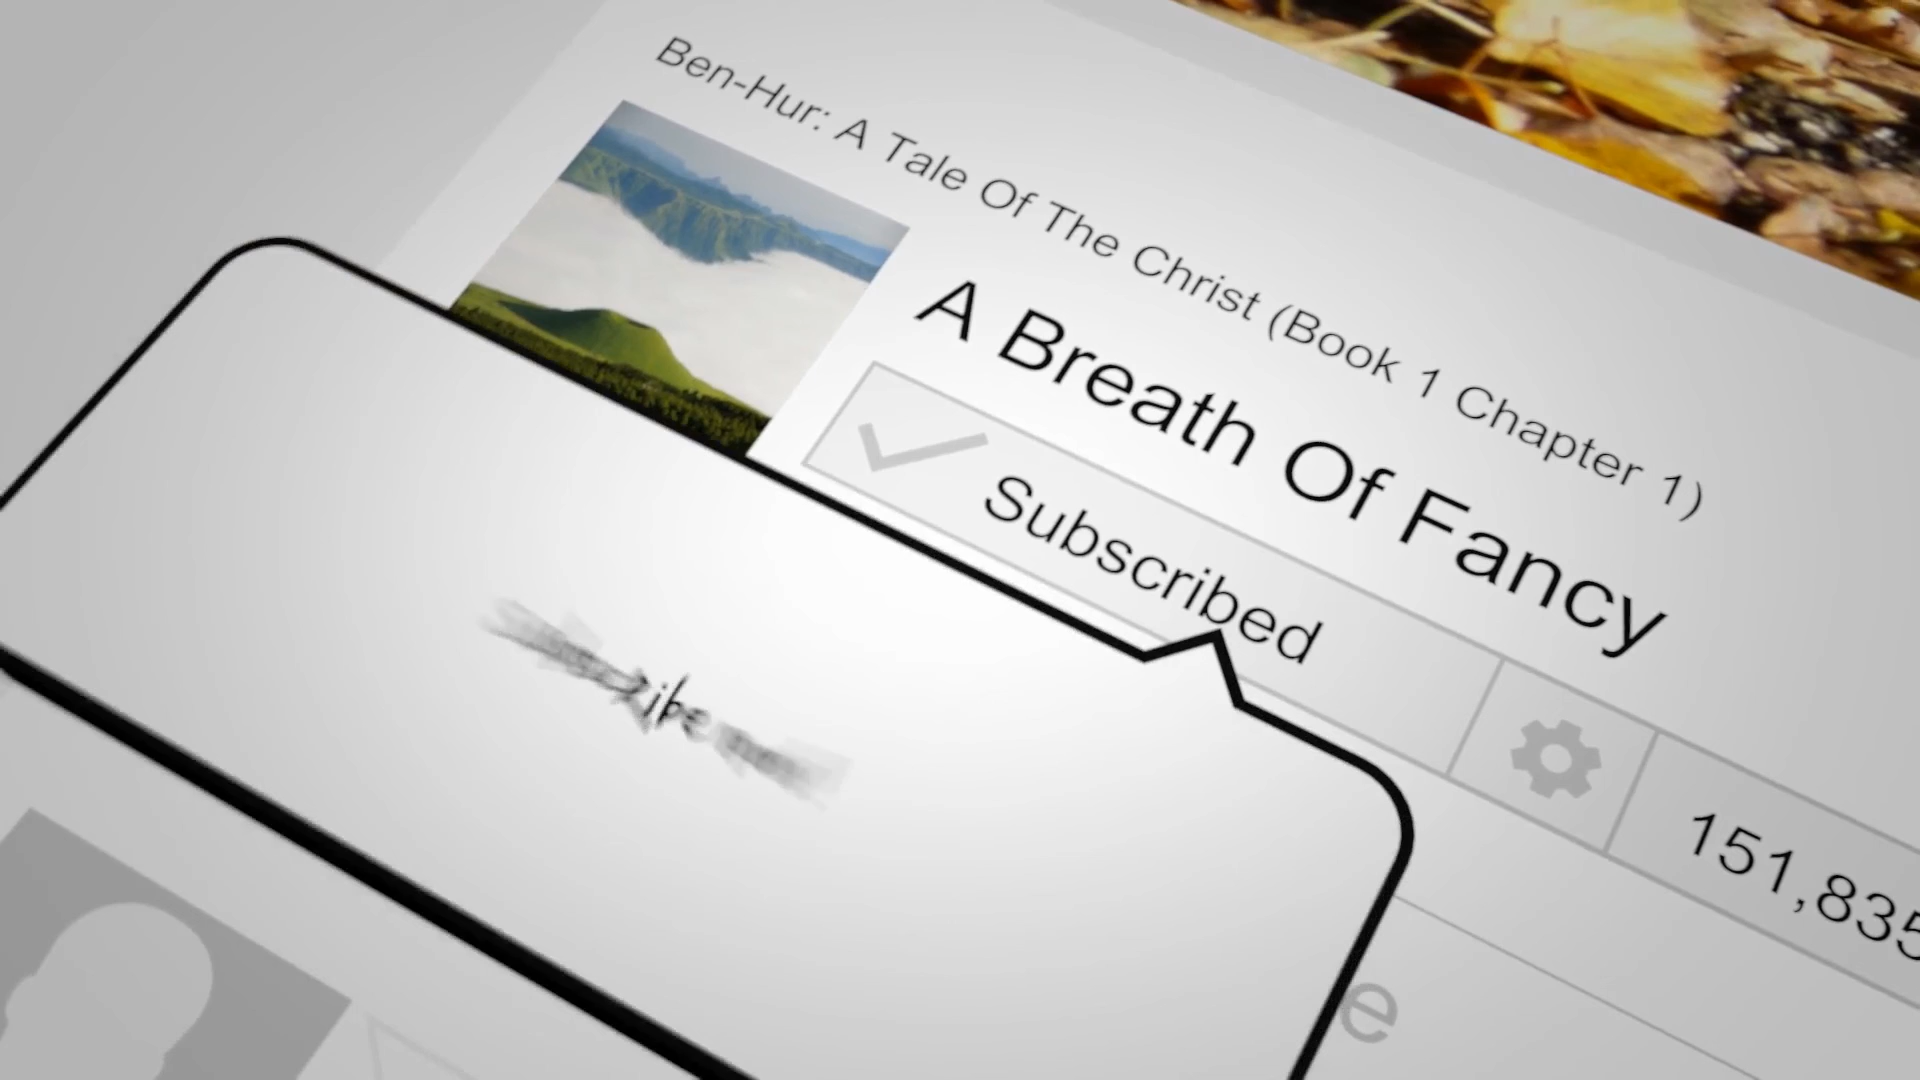 Ben-Hur: A Tale Of The Christ (Book 1 Chapter 1)
A Breath Of Fancy
Subscribed
151,835
e